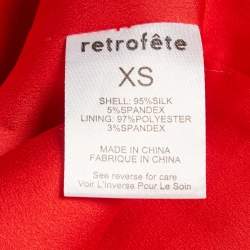 retrofête
XS
SHELL: 95%SILK
5%SPANDEX
LINING: 97%POLYESTER
3%SPANDEX
MADE IN CHINA
FABRIQUE IN CHINA
See reverse for care
Voir L'Inverse Pour Le Soin